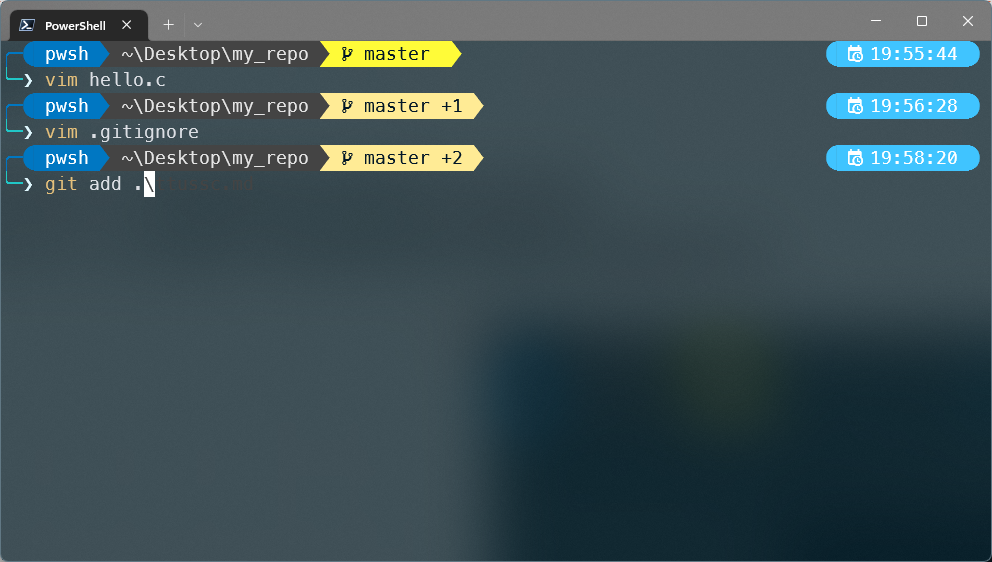 PowerShell
pwsh ~\Desktop\my_repo master 19:55:44
❯ vim hello.c
pwsh ~\Desktop\my_repo master +1 19:56:28
❯ vim .gitignore
pwsh ~\Desktop\my_repo master +2 19:58:20
❯ git add .\